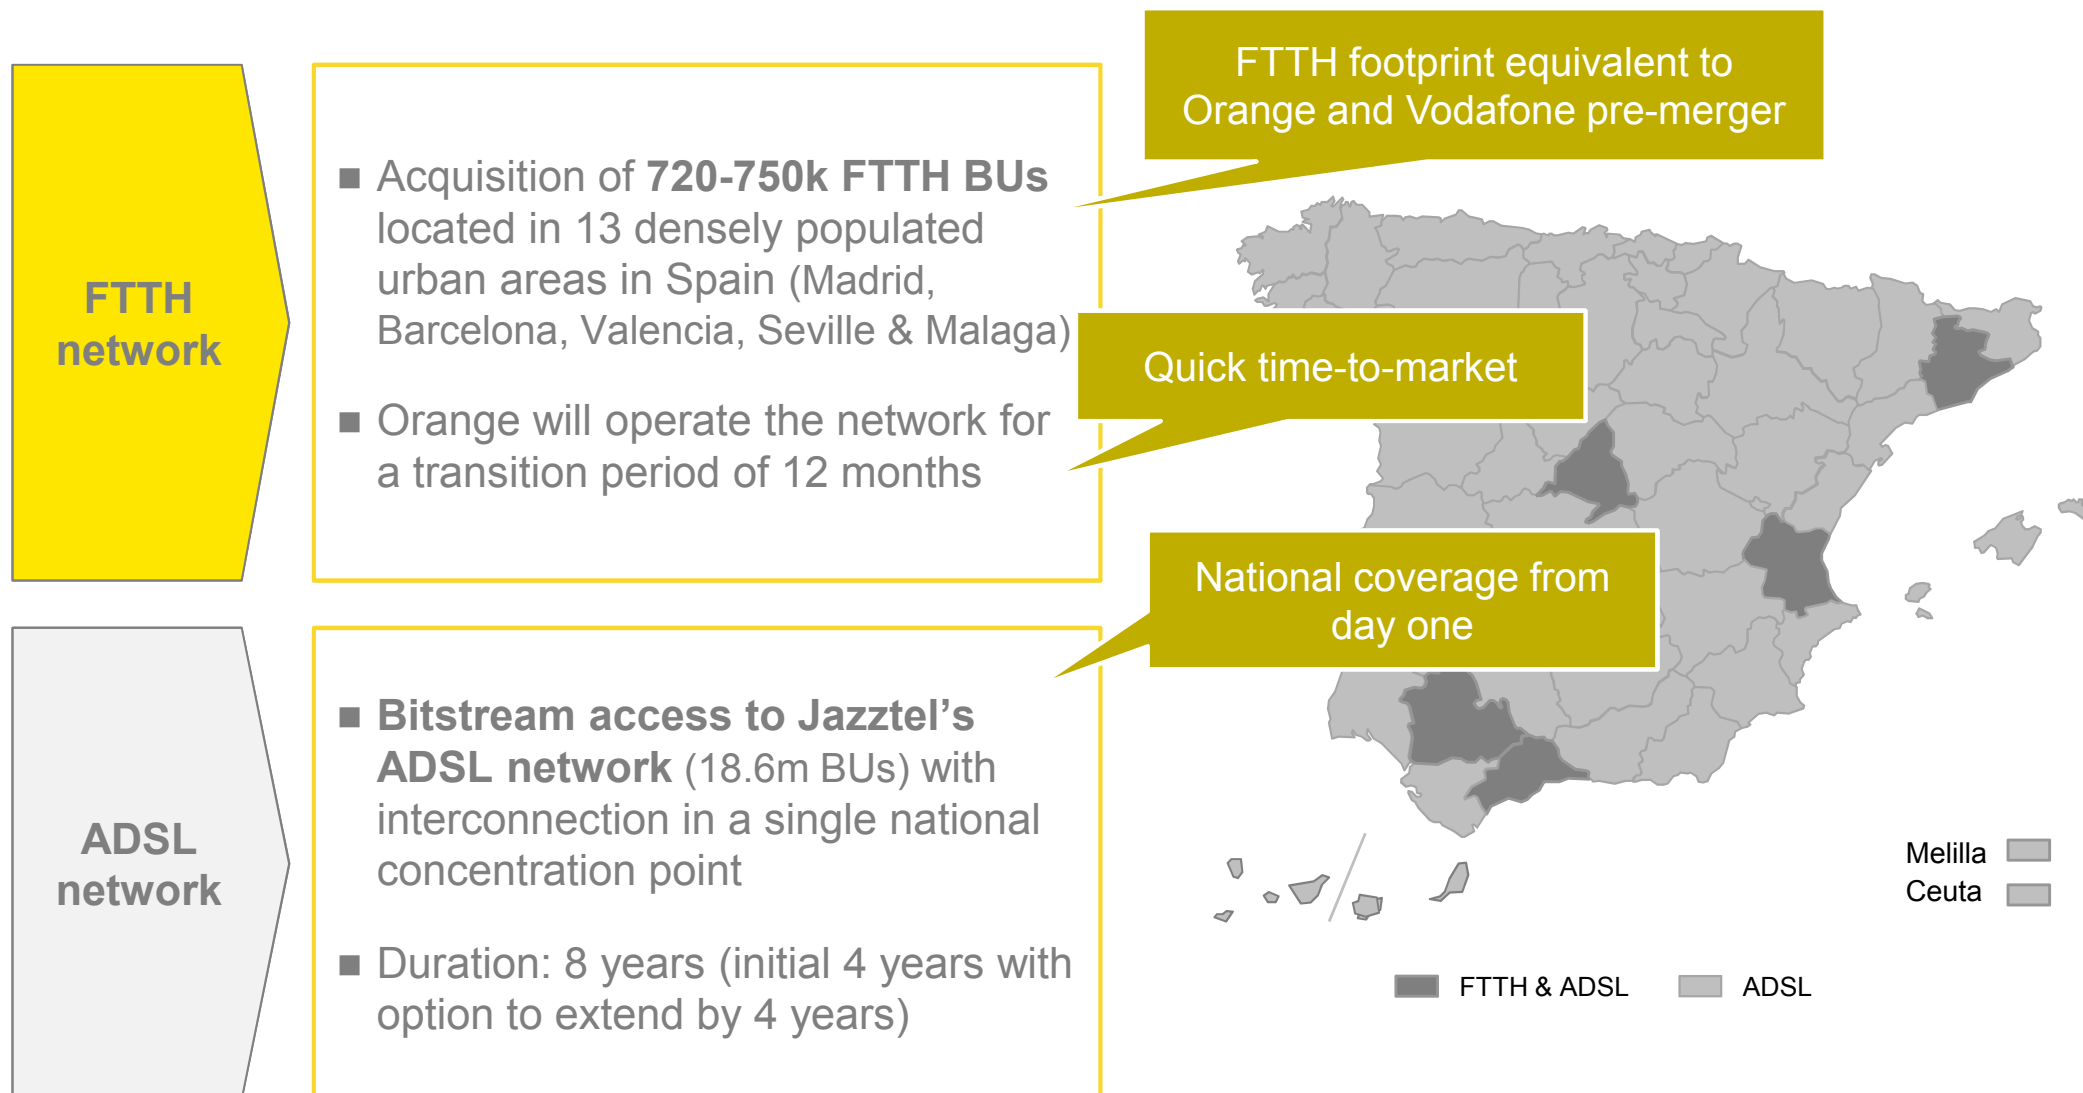 FTTH
network
■ Acquisition of 720-750k FTTH BUs
located in 13 densely populated
urban areas in Spain (Madrid,
Barcelona, Valencia, Seville & Malaga)
■ Orange will operate the network for
a transition period of 12 months
FTTH footprint equivalent to
Orange and Vodafone pre-merger
Quick time-to-market
National coverage from
day one
ADSL
network
■ Bitstream access to Jazztel’s
ADSL network (18.6m BUs) with
interconnection in a single national
concentration point
■ Duration: 8 years (initial 4 years with
option to extend by 4 years)
Melilla
Ceuta
FTTH & ADSL
ADSL